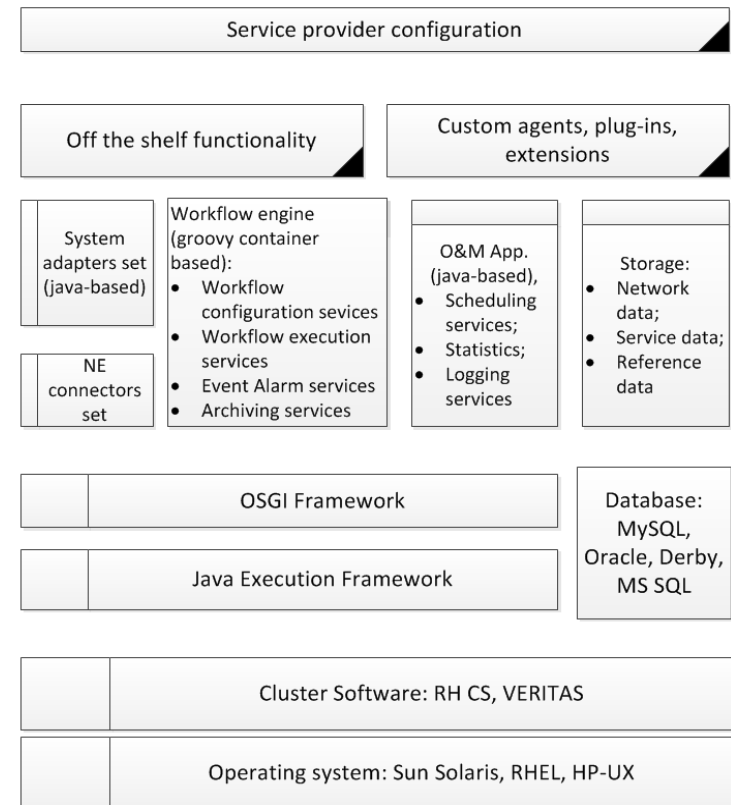 Service provider configuration
Off the shelf functionality
Custom agents, plug-ins,
extensions
System
adapters set
(java-based)
NE
connectors
set
Workflow engine
(groovy container
based):
• Workflow
configuration sevices
• Workflow execution
services
• Event Alarm services
• Archiving services
O&M App.
(java-based),
• Scheduling
services;
• Statistics;
• Logging
services
Storage:
• Network
data;
• Service data;
• Reference
data
OSGI Framework
Java Execution Framework
Database:
MySQL,
Oracle, Derby,
MS SQL
Cluster Software: RH CS, VERITAS
Operating system: Sun Solaris, RHEL, HP-UX